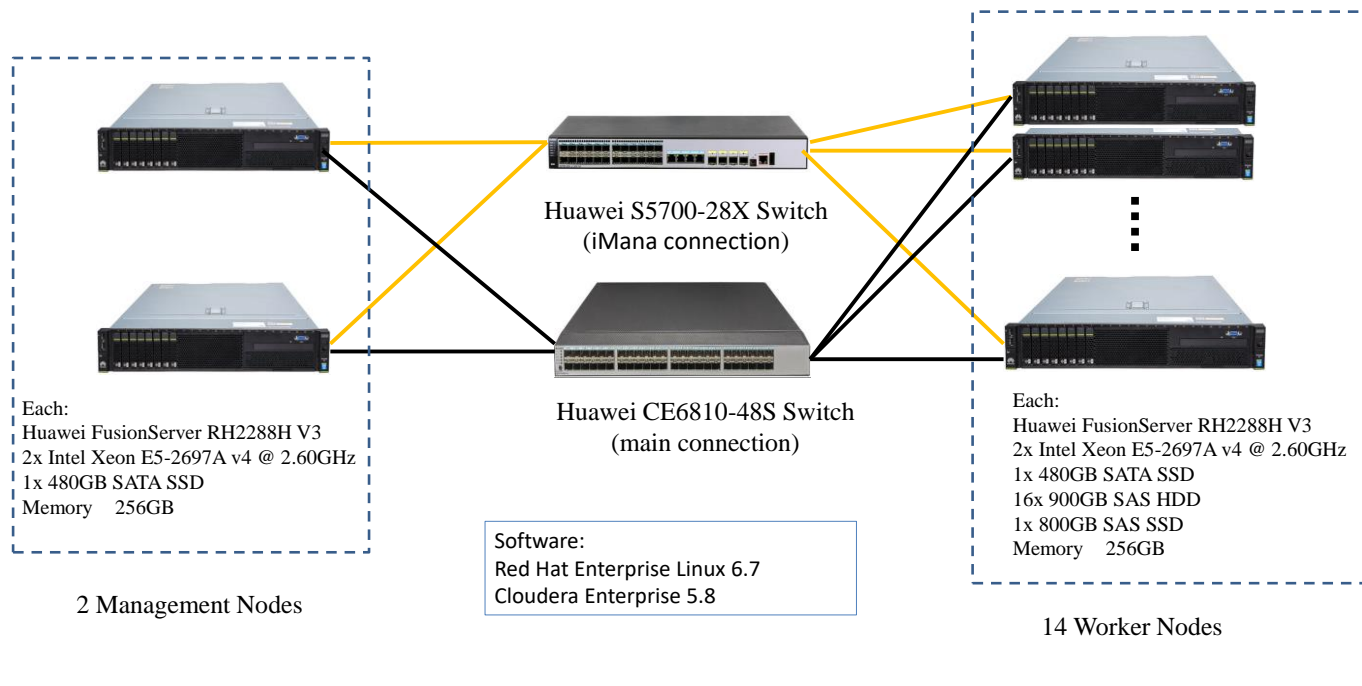 Huawei S5700-28X Switch
(iMana connection)
Huawei CE6810-48S Switch
(main connection)
Each:
Huawei FusionServer RH2288H V3
2x Intel Xeon E5-2697A v4 @ 2.60GHz
1x 480GB SATA SSD
Memory 256GB
2 Management Nodes
Software:
Red Hat Enterprise Linux 6.7
Cloudera Enterprise 5.8
Each:
Huawei FusionServer RH2288H V3
2x Intel Xeon E5-2697A v4 @ 2.60GHz
1x 480GB SATA SSD
16x 900GB SAS HDD
1x 800GB SAS SSD
Memory 256GB
14 Worker Nodes